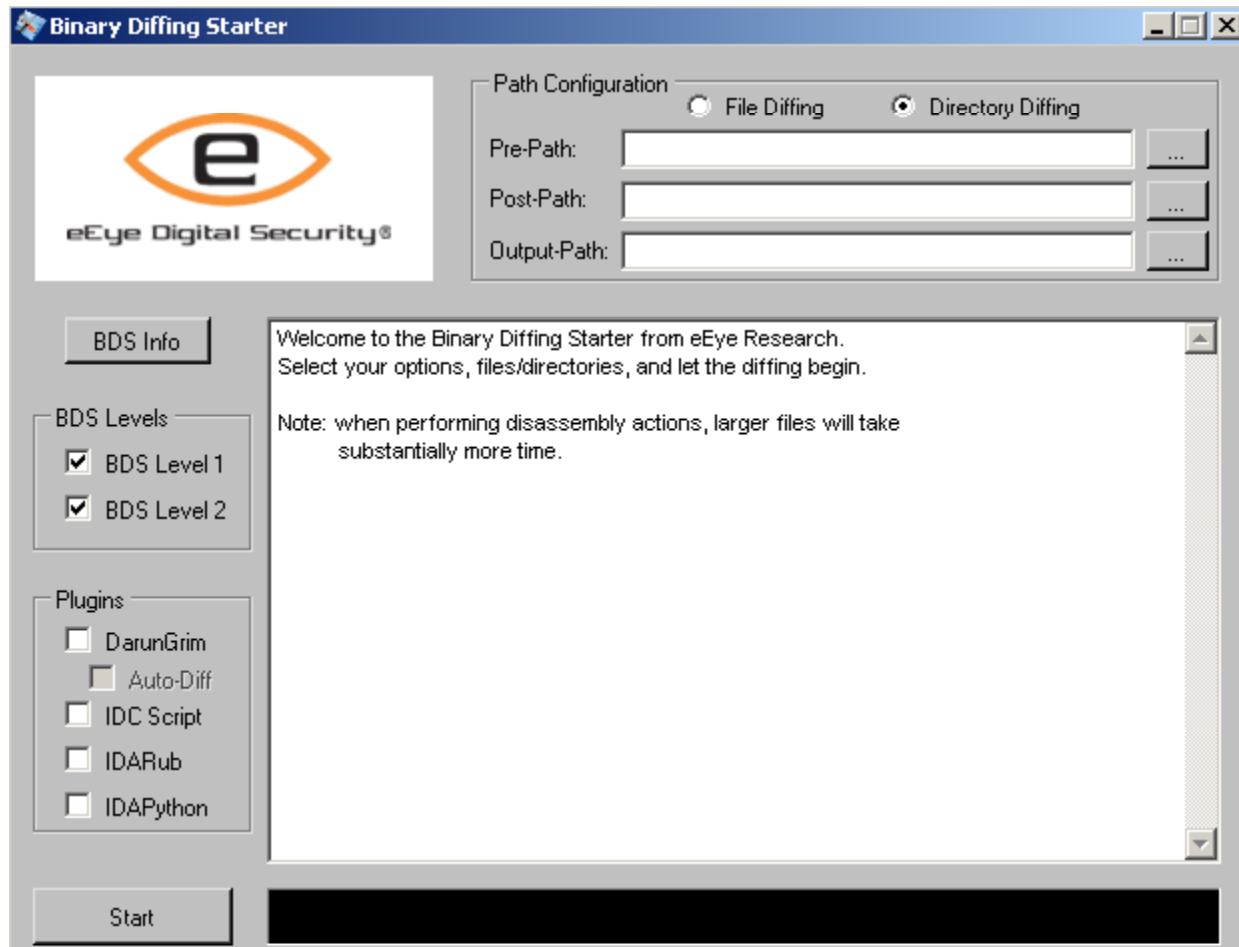 Binary Diffing Starter
e
eEye Digital Security®
Path Configuration
File Diffing
Directory Diffing
Pre-Path:
...
Post-Path:
...
Output-Path:
...
BDS Info
Welcome to the Binary Diffing Starter from eEye Research.
Select your options, files/directories, and let the diffing begin.
Note: when performing disassembly actions, larger files will take
substantially more time.
BDS Levels
BDS Level 1
BDS Level 2
Plugins
DarunGrim
Auto-Diff
IDC Script
IDARub
IDAPython
Start